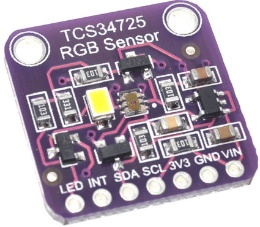 TCS34725
RGB Sensor
LED INT SDA SCL 3V3 GND VIN